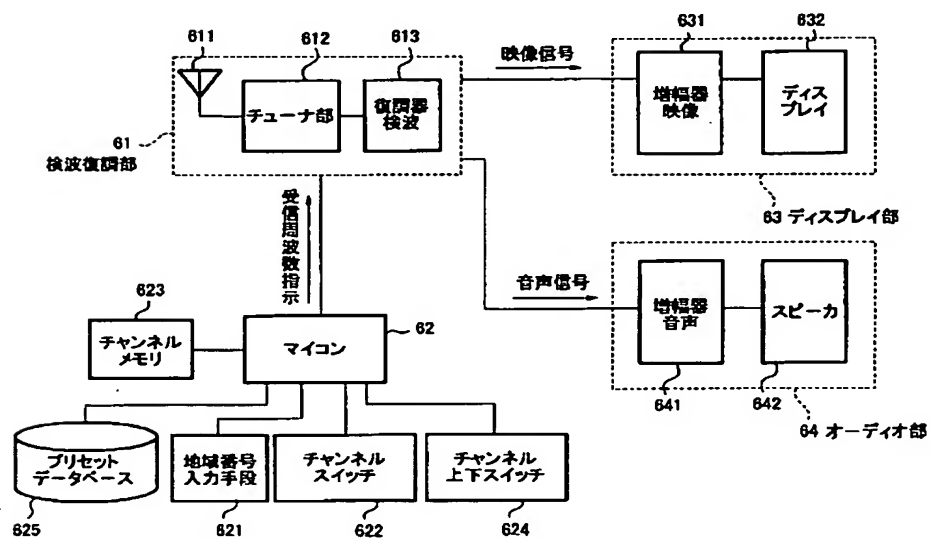 611
612
613
チューナ部
復調器
検波
61
検波復調部
映像信号
631
632
増幅器
映像
ディス
プレイ
63 ディスプレイ部
受信周波数指示
音声信号
増幅器
音声
スピーカ
641
642
64 オーディオ部
623
チャンネル
メモリ
62
マイコン
プリセット
データベース
地域番号
入力手段
チャンネル
スイッチ
チャンネル
上下スイッチ
625
621
622
624